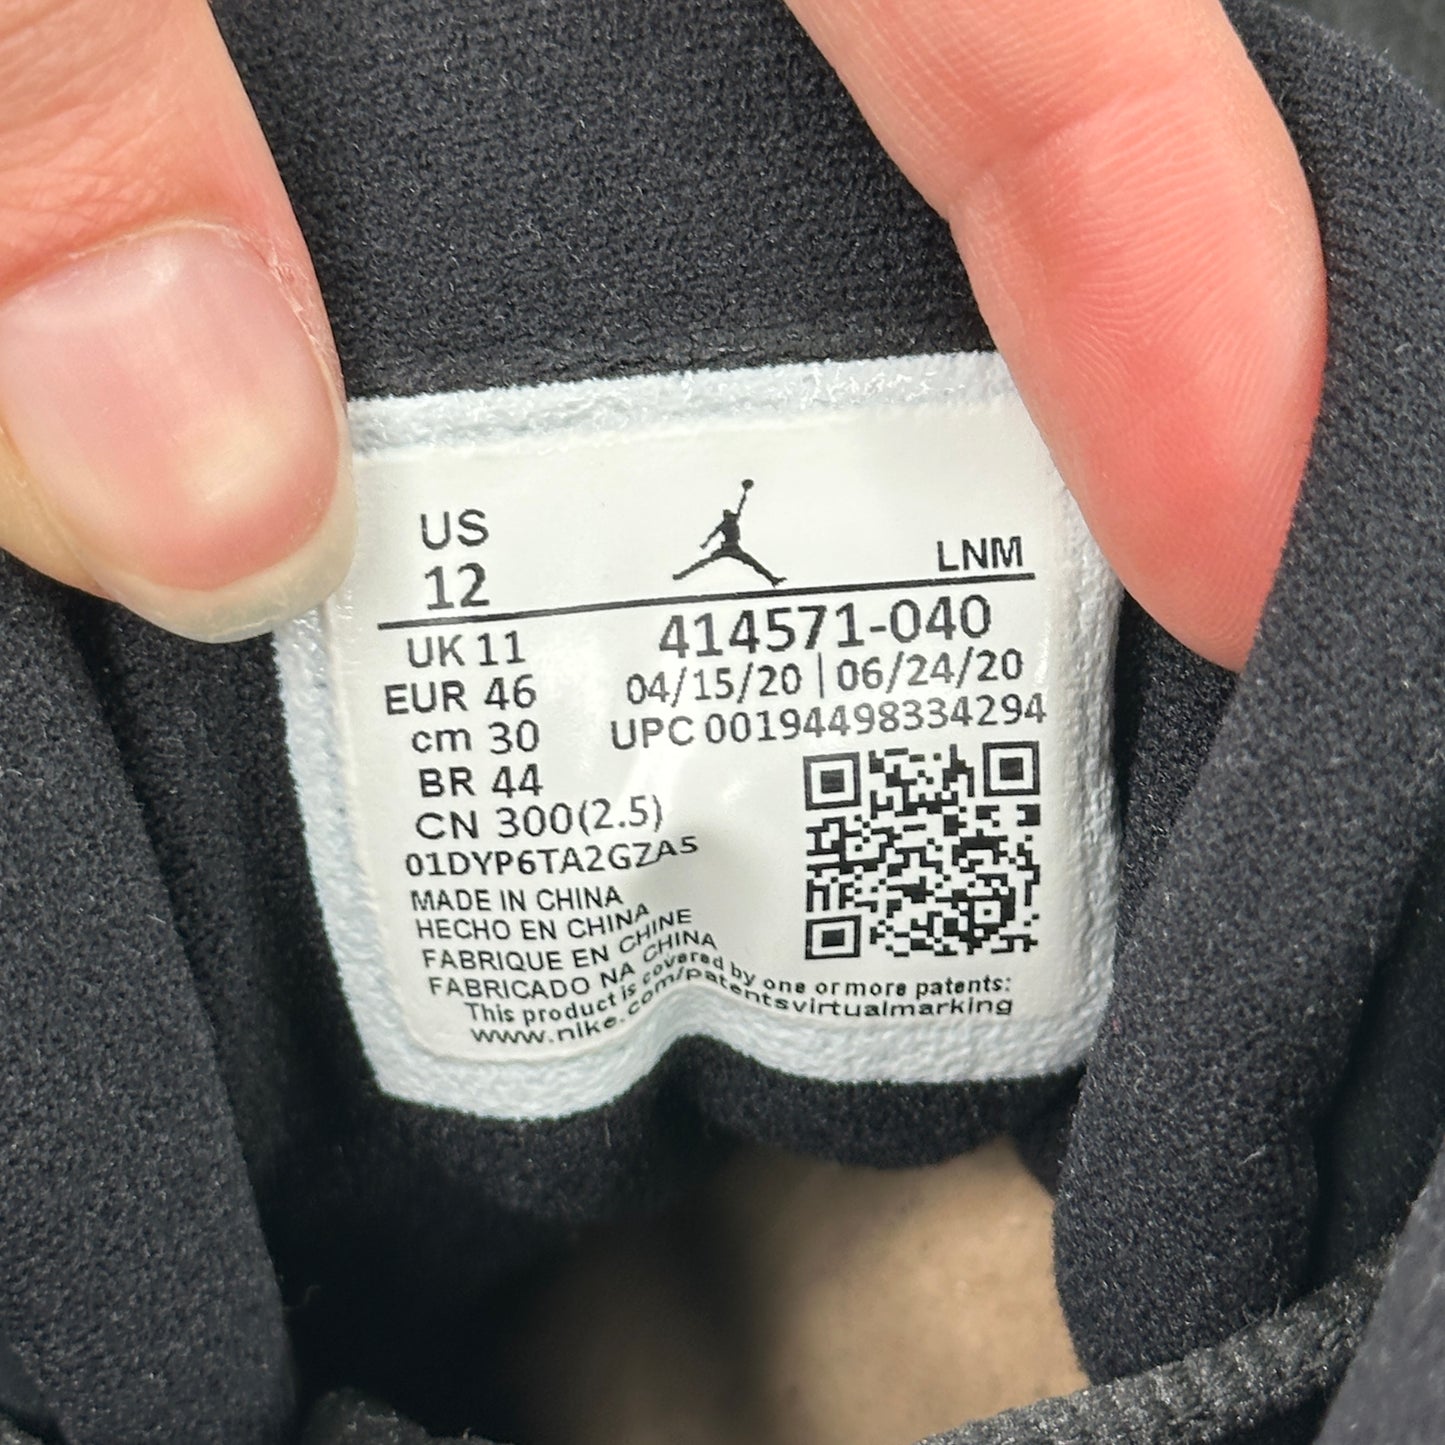 US
12
LNM
UK 11
EUR 46
cm 30
BR 44
CN 300(2.5)
414571-040
04/15/20 | 06/24/20
UPC 00194498334294
01DYP6TA2GZA5
MADE IN CHINA
HECHO EN CHINA
FABRIQUE EN CHINE
FABRICADO NA CHINA
This product is covered by one or more patents:
www.nike.com/patentsvirtualmarking